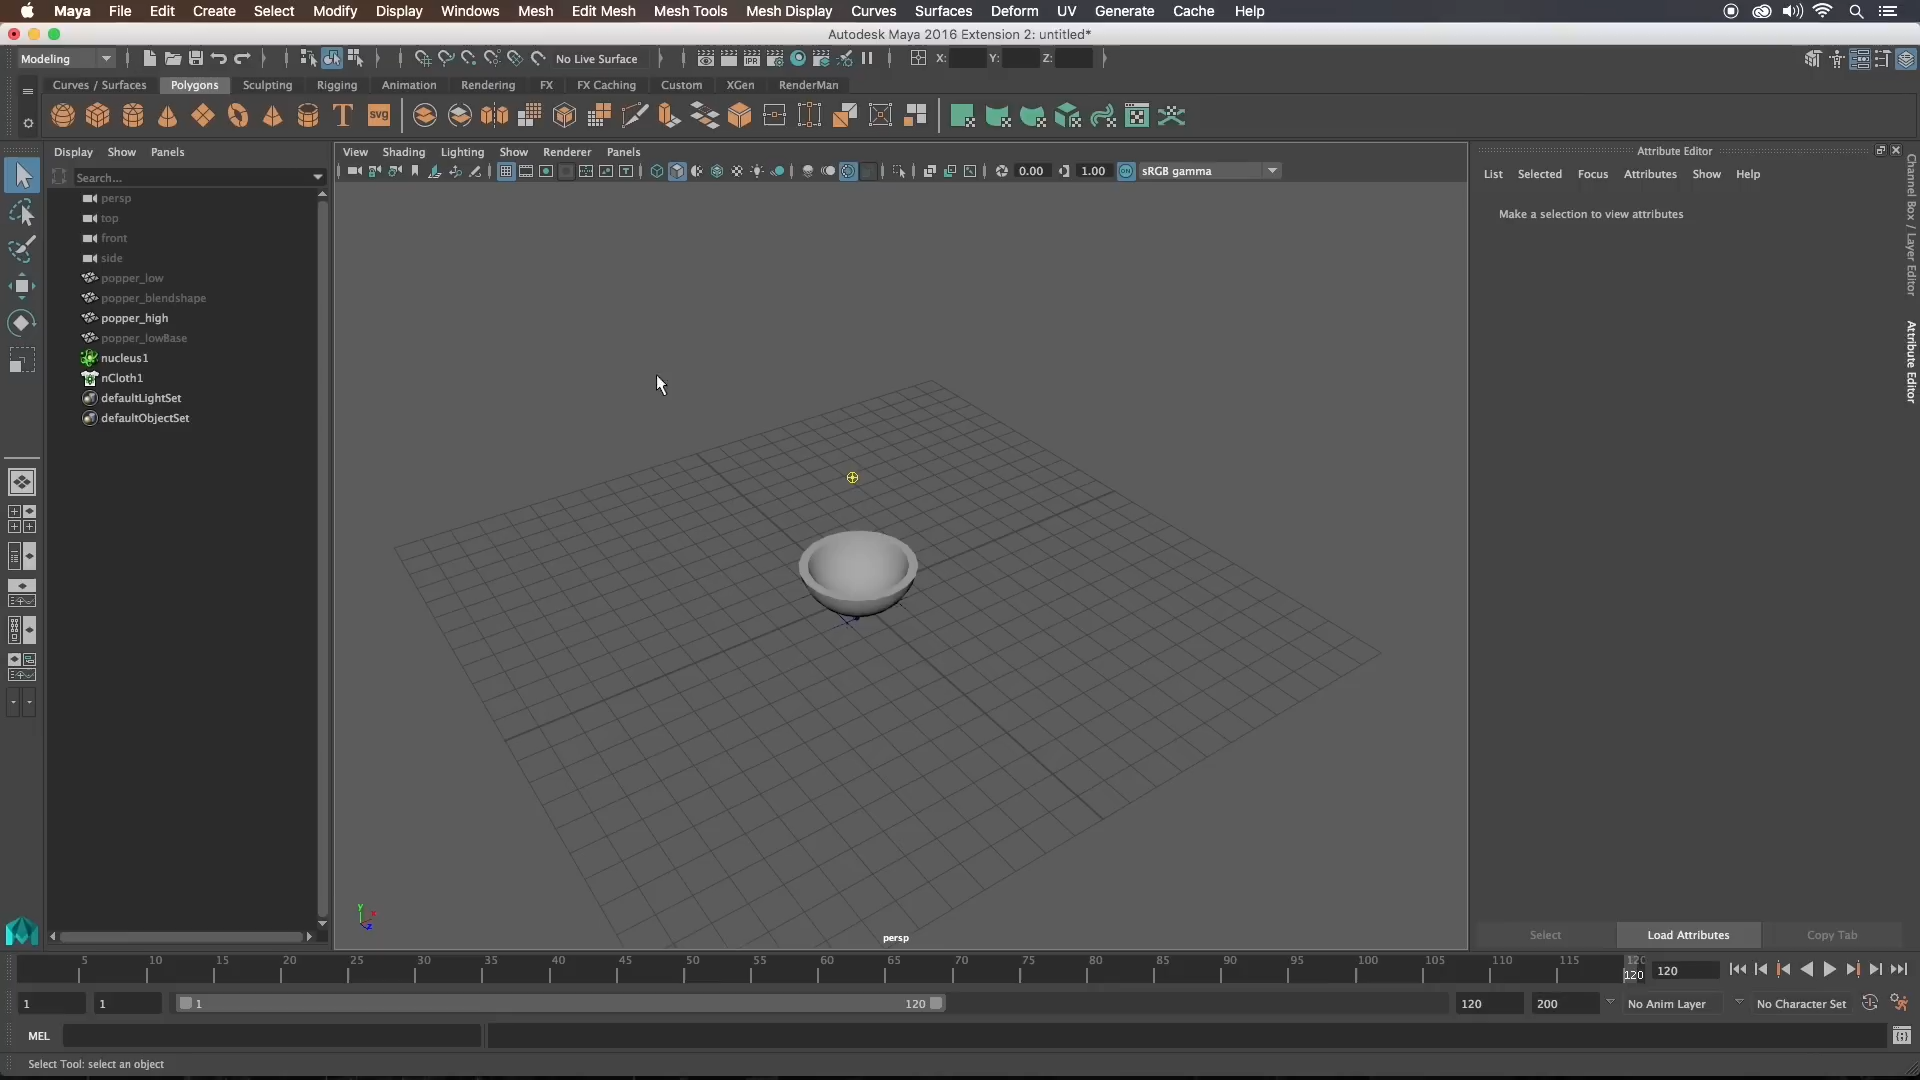 Maya File Edit Create Select Modify Display Windows Mesh Edit Mesh Mesh Tools Mesh Display Curves Surfaces Deform UV Generate Cache Help
Autodesk Maya 2016 Extension 2: untitled*
Modeling No Live Surface X: Y: Z:
Curves / Surfaces Polygons Sculpting Rigging Animation Rendering FX FX Caching Custom XGen RenderMan
T svg IPR
Display Show Panels
View Shading Lighting Show Renderer Panels
Attribute Editor
Search...
0.00 1.00 ON sRGB gamma
List Selected Focus Attributes Show Help
Make a selection to view attributes
persp
top
front
side
popper_low
popper_blendshape
popper_high
popper_lowBase
nucleus1
nCloth1
defaultLightSet
defaultObjectSet
Channel Box / Layer Editor
Attribute Editor
y
x
z
persp
Select Load Attributes Copy Tab
5 10 15 20 25 30 35 40 45 50 55 60 65 70 75 80 85 90 95 100 105 110 115 120
120 120
1 1 1 120 120 200 No Anim Layer No Character Set
MEL
Select Tool: select an object